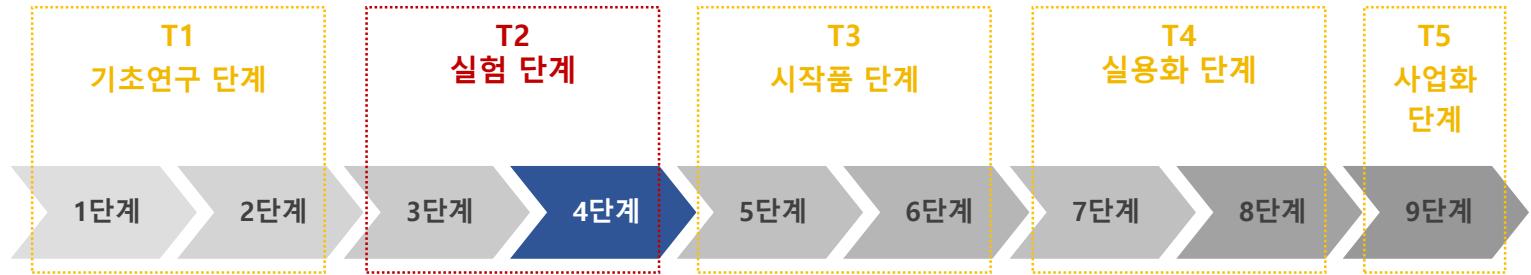 T1
기초연구 단계
T2
실험 단계
T3
시작품 단계
T4
실용화 단계
T5
사업화
단계
1단계
2단계
3단계
4단계
5단계
6단계
7단계
8단계
9단계